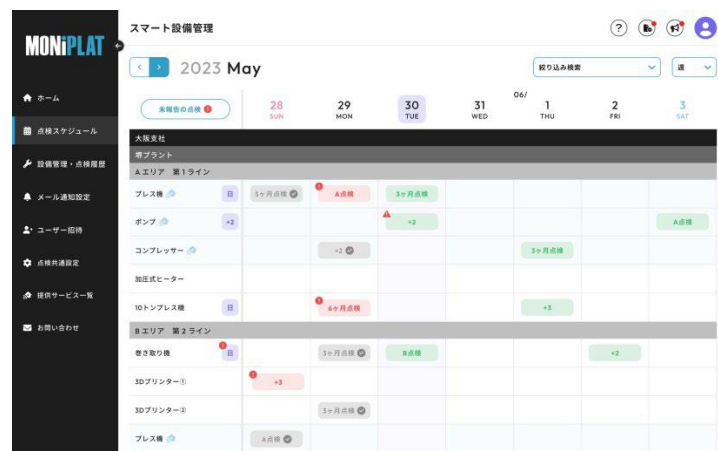 MONiPLAT
スマート設備管理
?
2023 May
絞り込み検索
週
ホーム
点検スケジュール
設備管理・点検履歴
メール通知設定
ユーザー招待
点検共通設定
提供サービス一覧
お問い合わせ
未報告の点検 !
28 SUN
29 MON
30 TUE
31 WED
06/
1 THU
2 FRI
3 SAT
大阪支社
堺プラント
Aエリア 第1ライン
プレス機 日 5ヶ月点検 ! A点検 3ヶ月点検
ポンプ +2 ! +2 A点検
コンプレッサー +2 3ヶ月点検
加圧式ヒーター
10トンプレス機 日 ! 6ヶ月点検 +3
Bエリア 第2ライン
巻き取り機 ! 日 3ヶ月点検 B点検 +2
3Dプリンター① ! +3
3Dプリンター② 3ヶ月点検
プレス機 A点検